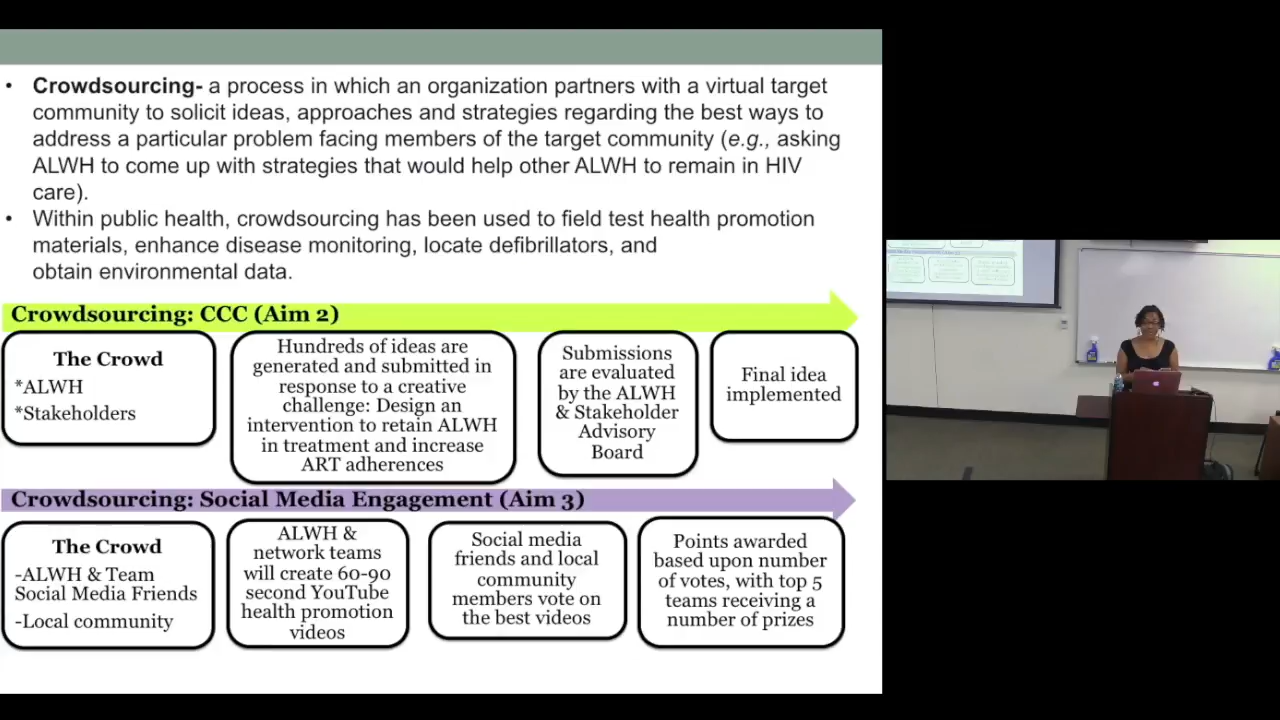 • Crowdsourcing- a process in which an organization partners with a virtual target
community to solicit ideas, approaches and strategies regarding the best ways to
address a particular problem facing members of the target community (e.g., asking
ALWH to come up with strategies that would help other ALWH to remain in HIV
care).
• Within public health, crowdsourcing has been used to field test health promotion
materials, enhance disease monitoring, locate defibrillators, and
obtain environmental data.
Crowdsourcing: CCC (Aim 2)
The Crowd
*ALWH
*Stakeholders
Hundreds of ideas are
generated and submitted in
response to a creative
challenge: Design an
intervention to retain ALWH
in treatment and increase
ART adherences
Submissions
are evaluated
by the ALWH
& Stakeholder
Advisory
Board
Final idea
implemented
Crowdsourcing: Social Media Engagement (Aim 3)
The Crowd
-ALWH & Team
Social Media Friends
-Local community
ALWH &
network teams
will create 60-90
second YouTube
health promotion
videos
Social media
friends and local
community
members vote on
the best videos
Points awarded
based upon number
of votes, with top 5
teams receiving a
number of prizes